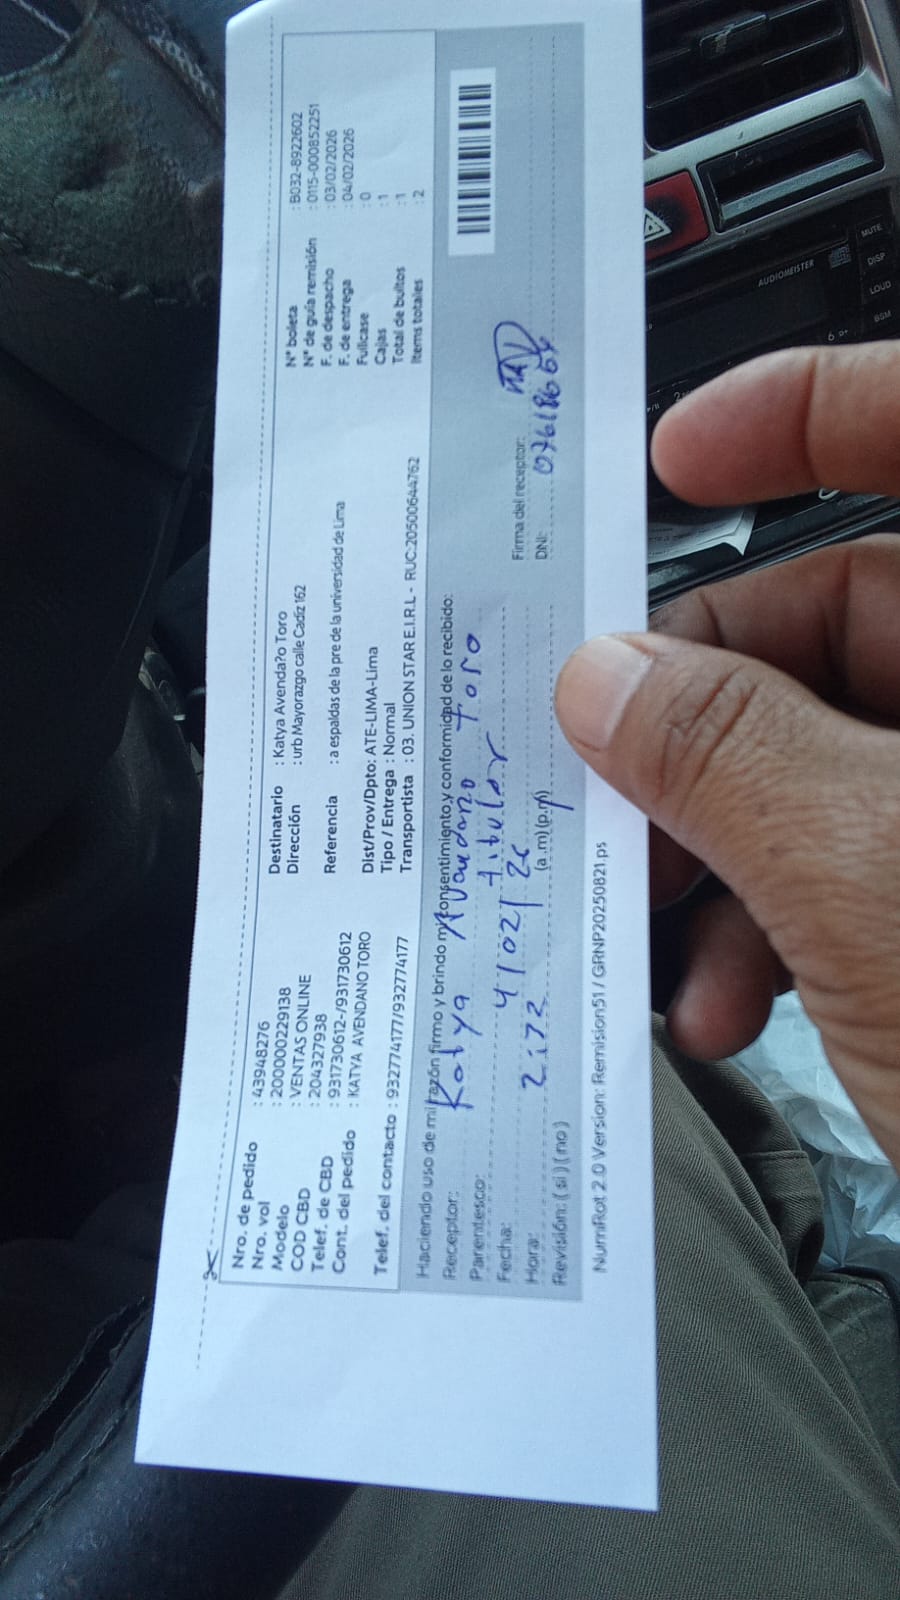 Nro. de pedido : 43948276
Nro. vol : 200000229138
Modelo : VENTAS ONLINE
COD CBD : 204327938
Telef. de CBD : 931730612-/931730612
Cont. del pedido : KATYA AVENDANO TORO
Telef. del contacto : 932774177/932774177
Destinatario : Katya Avenda?o Toro
Dirección : urb Mayorazgo calle Cadiz 162
Referencia : a espaldas de la pre de la universidad de Lima
Dist/Prov/Dpto: ATE-LIMA-Lima
Tipo / Entrega : Normal
Transportista : 03. UNION STAR E.I.R.L - RUC:20500644762
N° boleta : B032-8922602
N° de guía remisión : 0115-000852251
F. de despacho : 03/02/2026
F. de entrega : 04/02/2026
Fullcase : 0
Cajas : 1
Total de bultos : 1
Items totales : 2
Haciendo uso de mi razón firmo y brindo mi consentimiento y conformidad de lo recibido:
Receptor: Katya Avendaño Toro
Parentesco: titular
Fecha: 4/02/26
Hora: (a .m) (p.m)
Revisión: ( si ) ( no )
Firma del receptor:
DNI:
NumRot 2.0 Version: Remision51 / GRNP20250821.ps
AUDIOMEISTER
MUTE
DISP
LOUD
BSM
6 D+